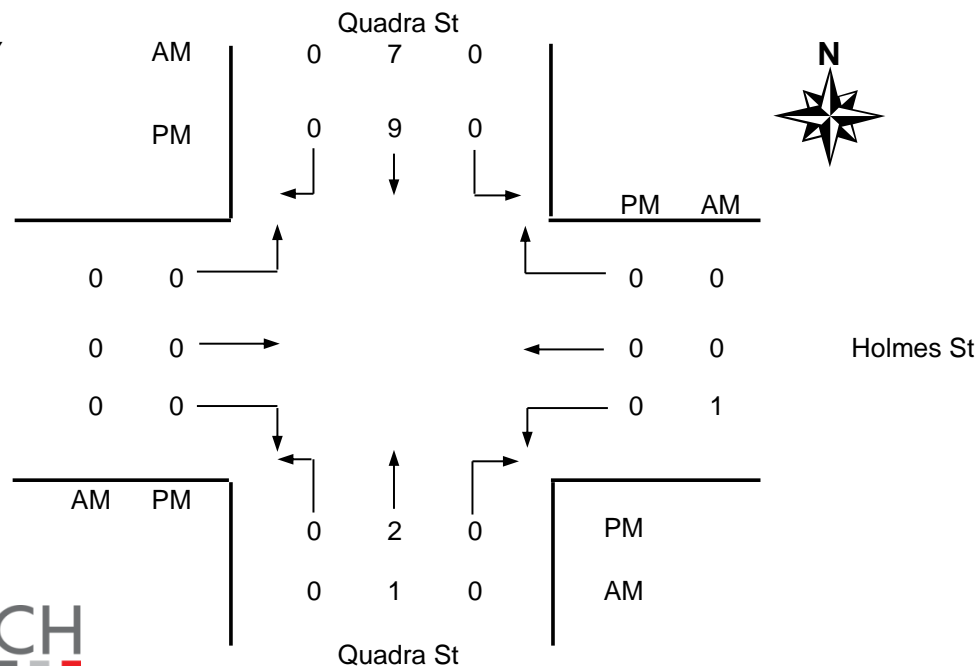 Quadra St
AM 0 7 0
N
PM 0 9 0
PM AM
0 0 0 0
0 0 0 0 Holmes St
0 0 0 1
AM PM
0 2 0 PM
0 1 0 AM
CH
Quadra St